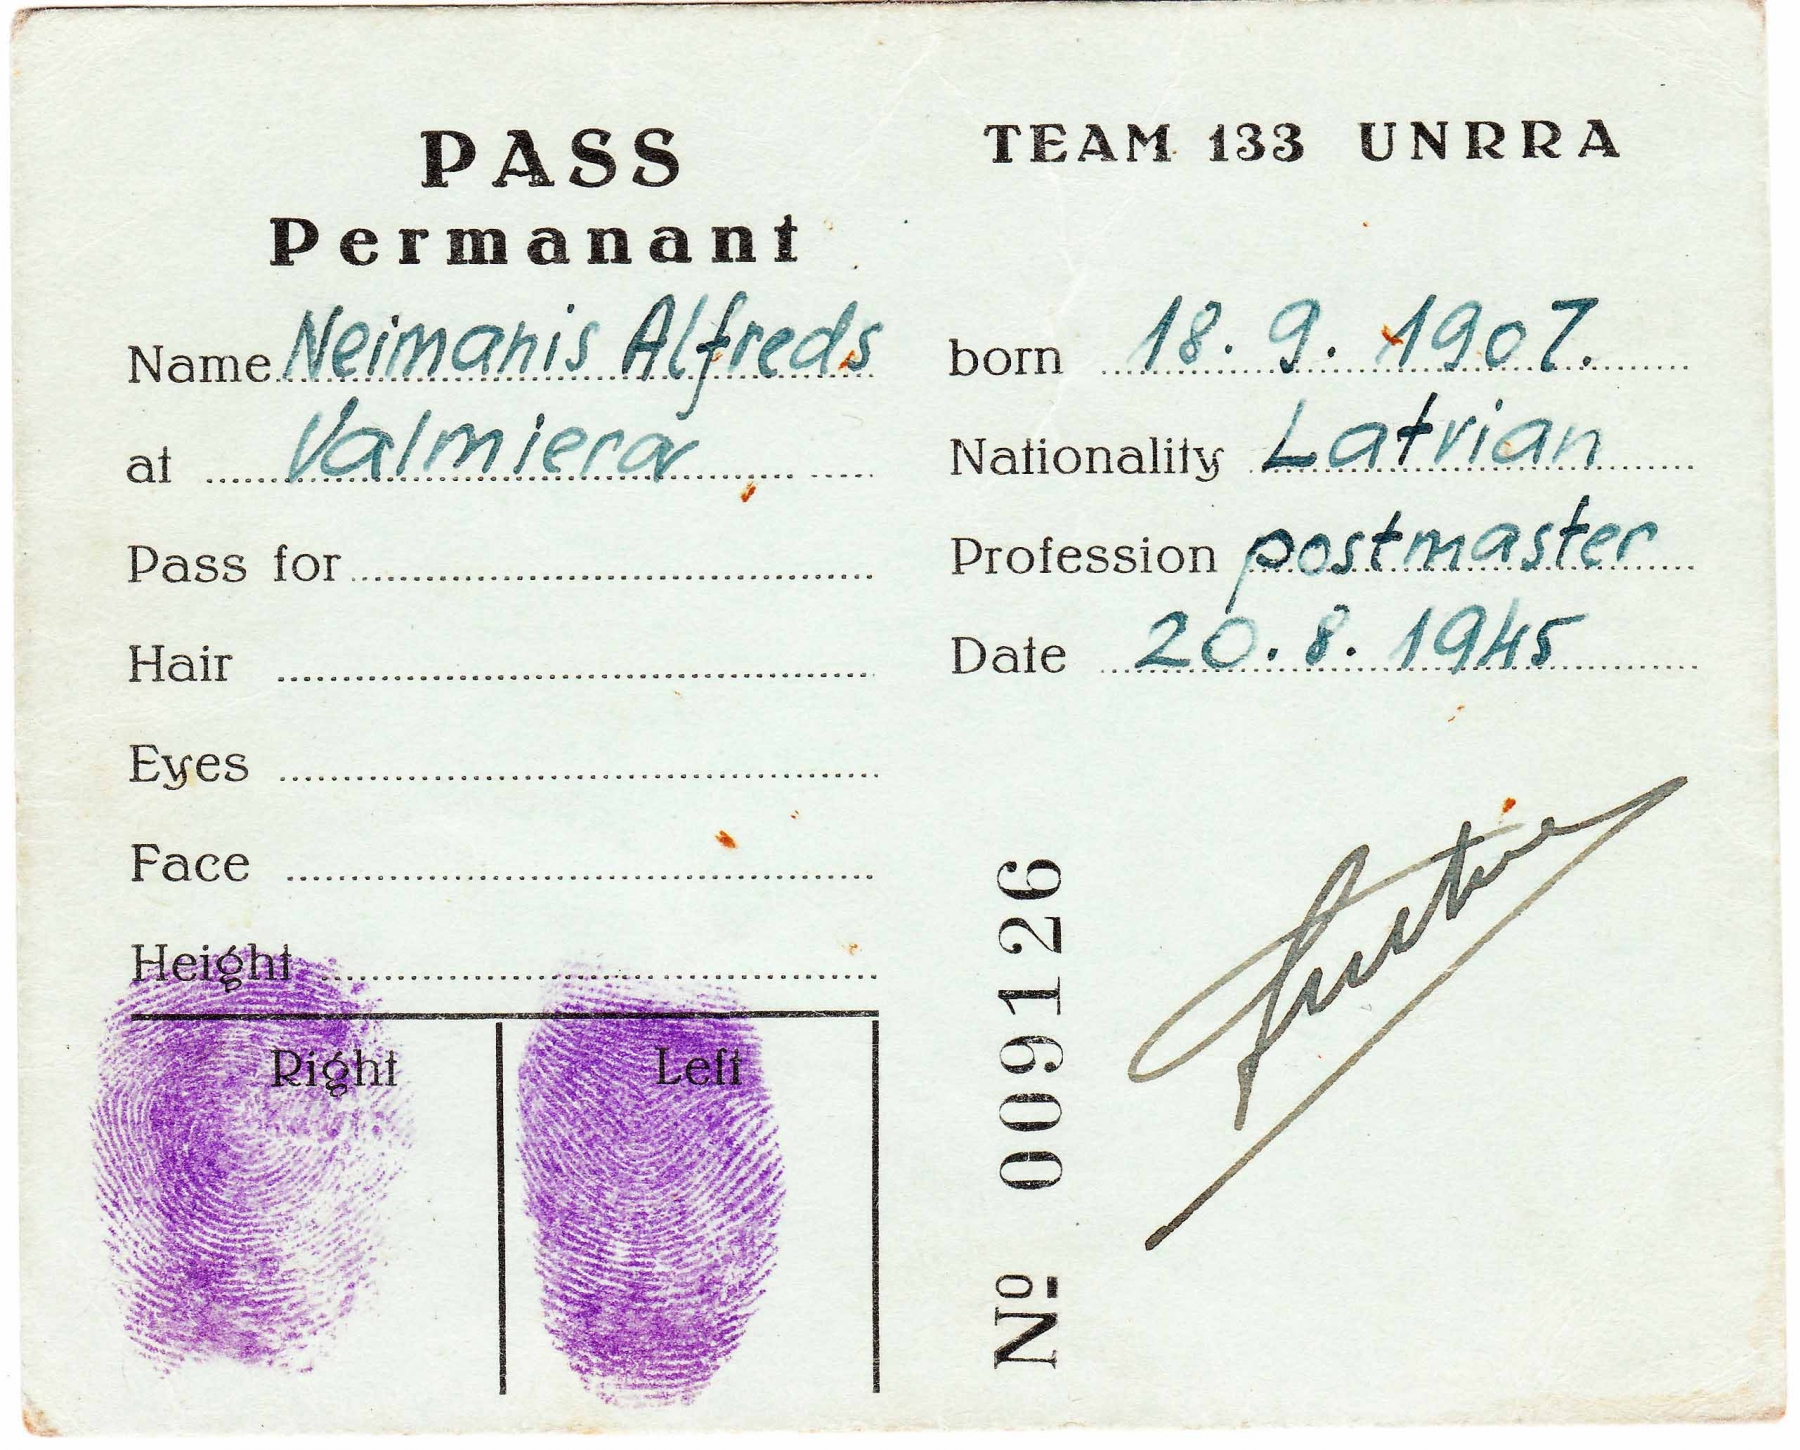 PASS
Permanant
Name Neimanis Alfreds
at Valmiera
Pass for
Hair
Eyes
Face
Height
Right Left
TEAM 133 UNRRA
born 18. 9. 1907.
Nationality Latvian
Profession postmaster
Date 20. 8. 1945
Nº 009126